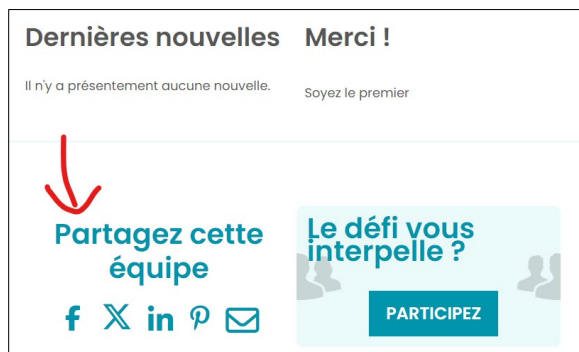 Dernières nouvelles
Il n'y a présentement aucune nouvelle.
Merci !
Soyez le premier
Partagez cette
équipe
Le défi vous
interpelle ?
PARTICIPEZ